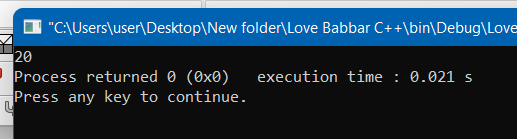 "C:\Users\user\Desktop\New folder\Love Babbar C++\bin\Debug\Love
20
Process returned 0 (0x0)   execution time : 0.021 s
Press any key to continue.